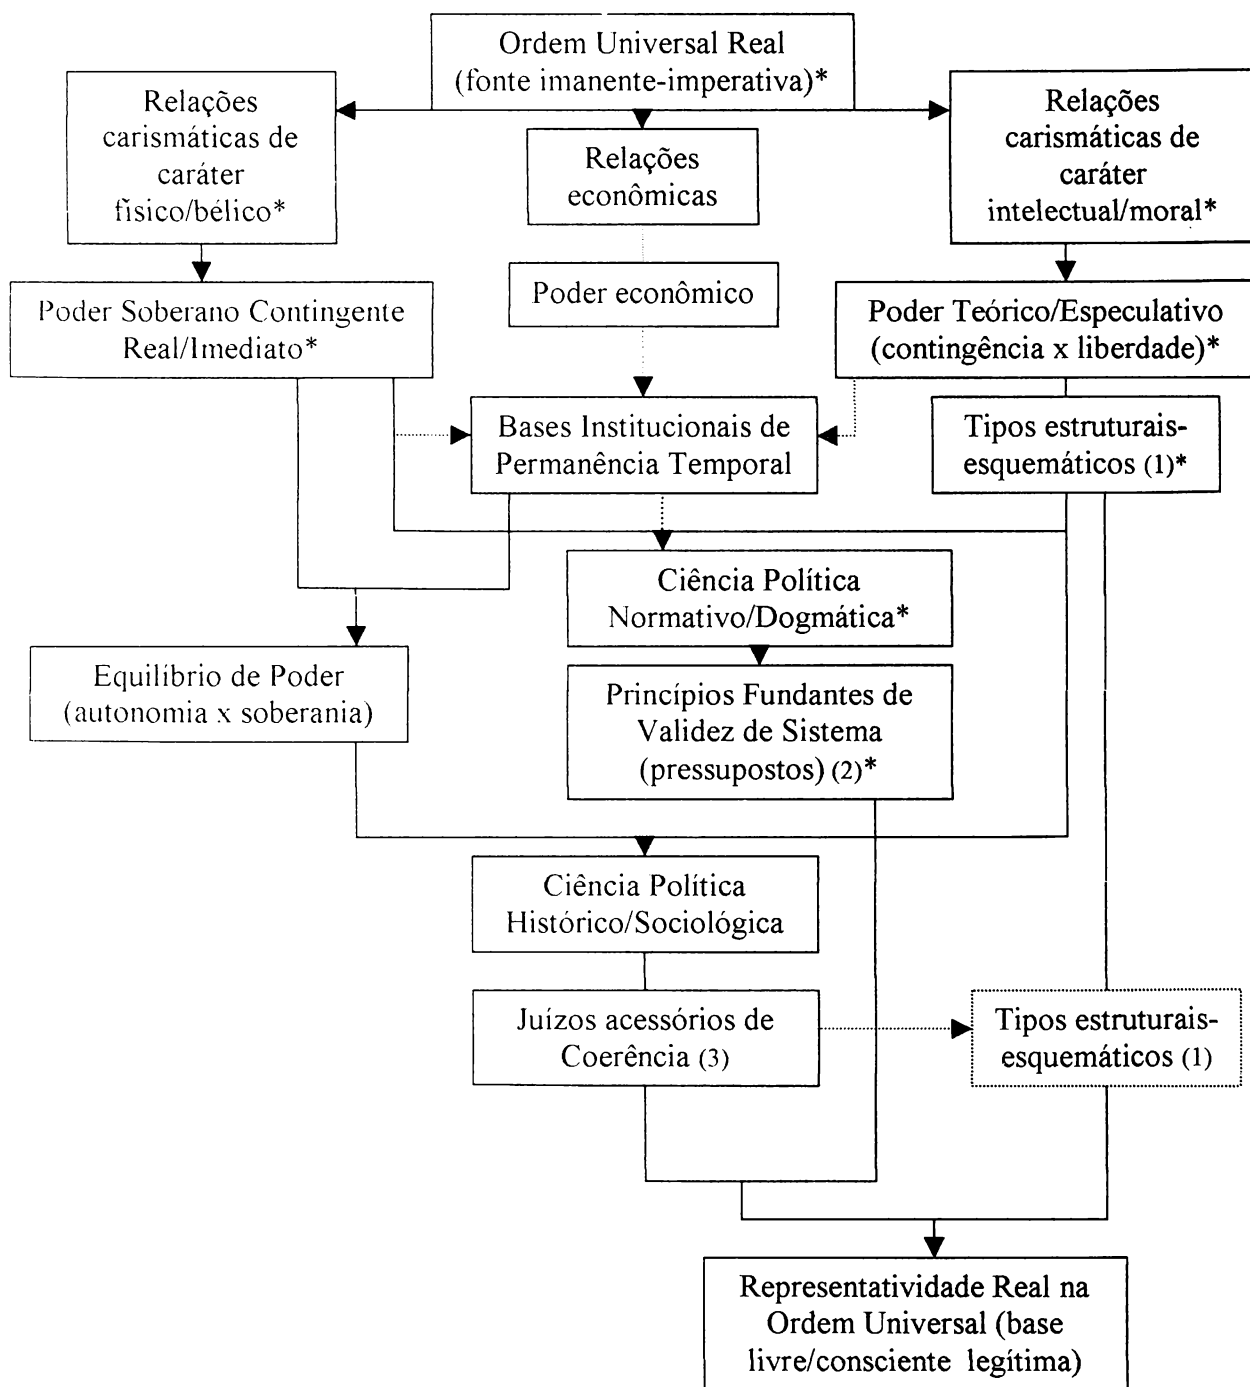 Ordem Universal Real
(fonte imanente-imperativa)*
Relações
carismáticas de
caráter
físico/bélico*
Relações
econômicas
Relações
carismáticas de
caráter
intelectual/moral*
Poder Soberano Contingente
Real/Imediato*
Poder econômico
Poder Teórico/Especulativo
(contingência x liberdade)*
Bases Institucionais de
Permanência Temporal
Tipos estruturais-
esquemáticos (1)*
Ciência Política
Normativo/Dogmática*
Equilíbrio de Poder
(autonomia x soberania)
Princípios Fundantes de
Validez de Sistema
(pressupostos) (2)*
Ciência Política
Histórico/Sociológica
Juízos acessórios de
Coerência (3)
Tipos estruturais-
esquemáticos (1)
Representatividade Real na
Ordem Universal (base
livre/consciente legítima)